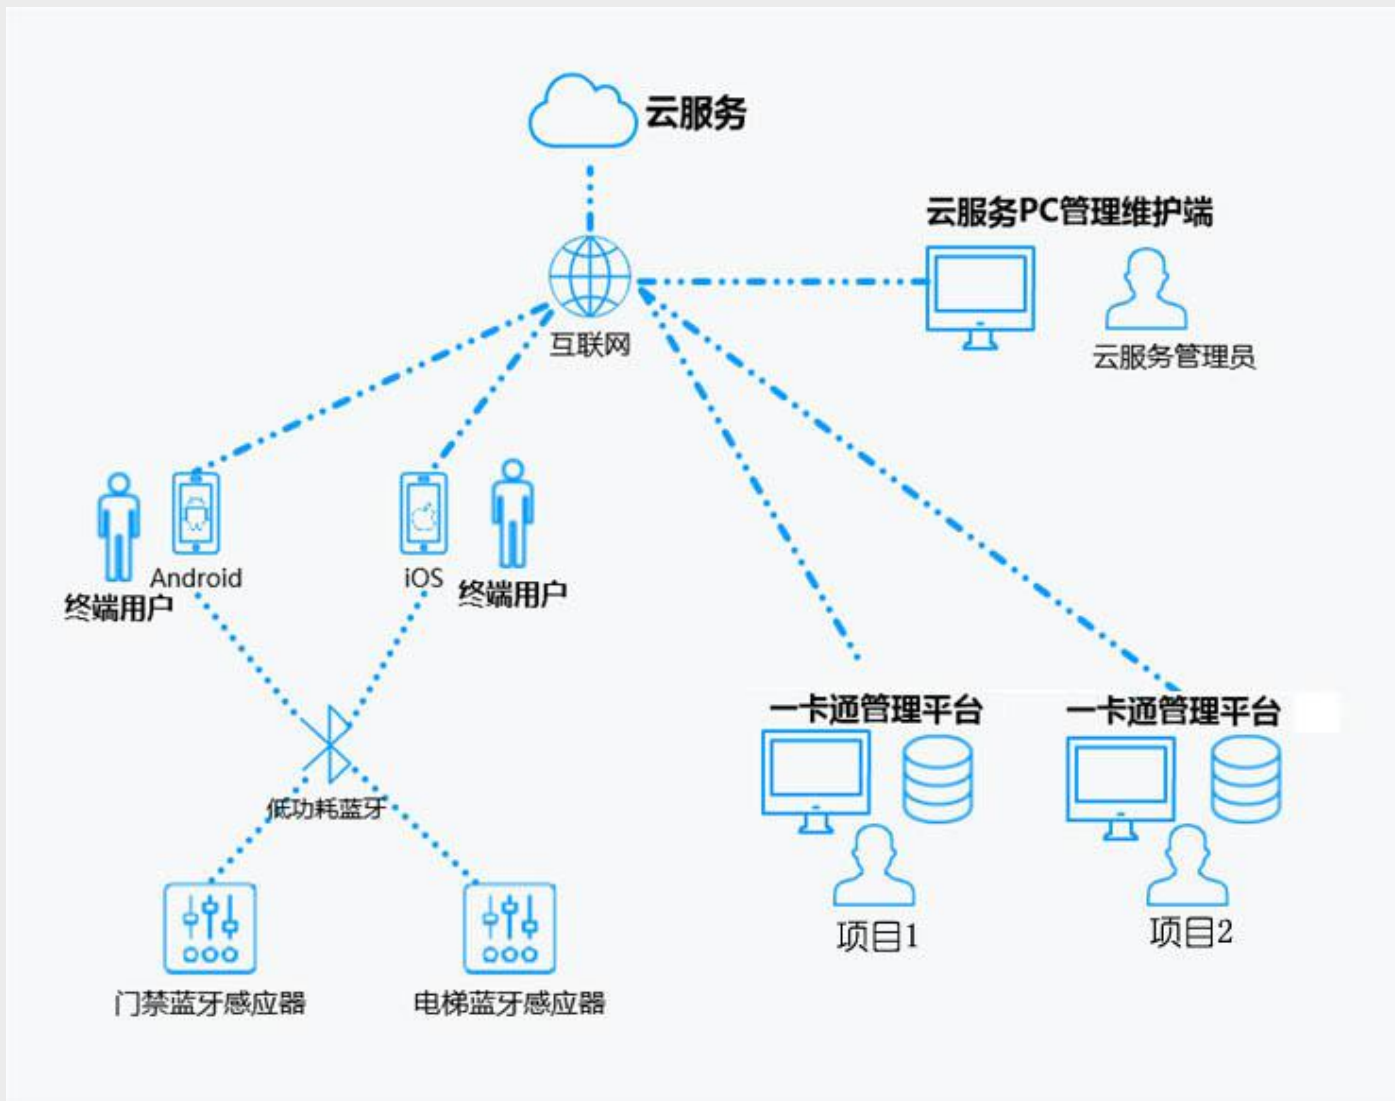 云服务
云服务PC管理维护端
互联网
云服务管理员
Android
终端用户
iOS
终端用户
一卡通管理平台
一卡通管理平台
低功耗蓝牙
项目1
项目2
门禁蓝牙感应器
电梯蓝牙感应器